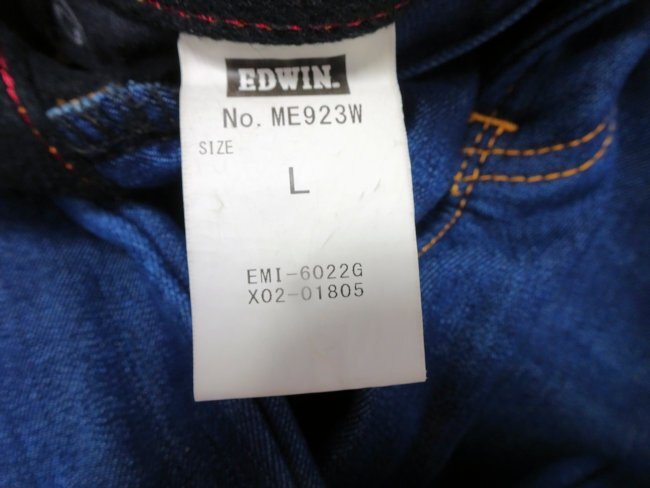 EDWIN.
No. ME923W
SIZE
L
EMI-6022G
X02-01805